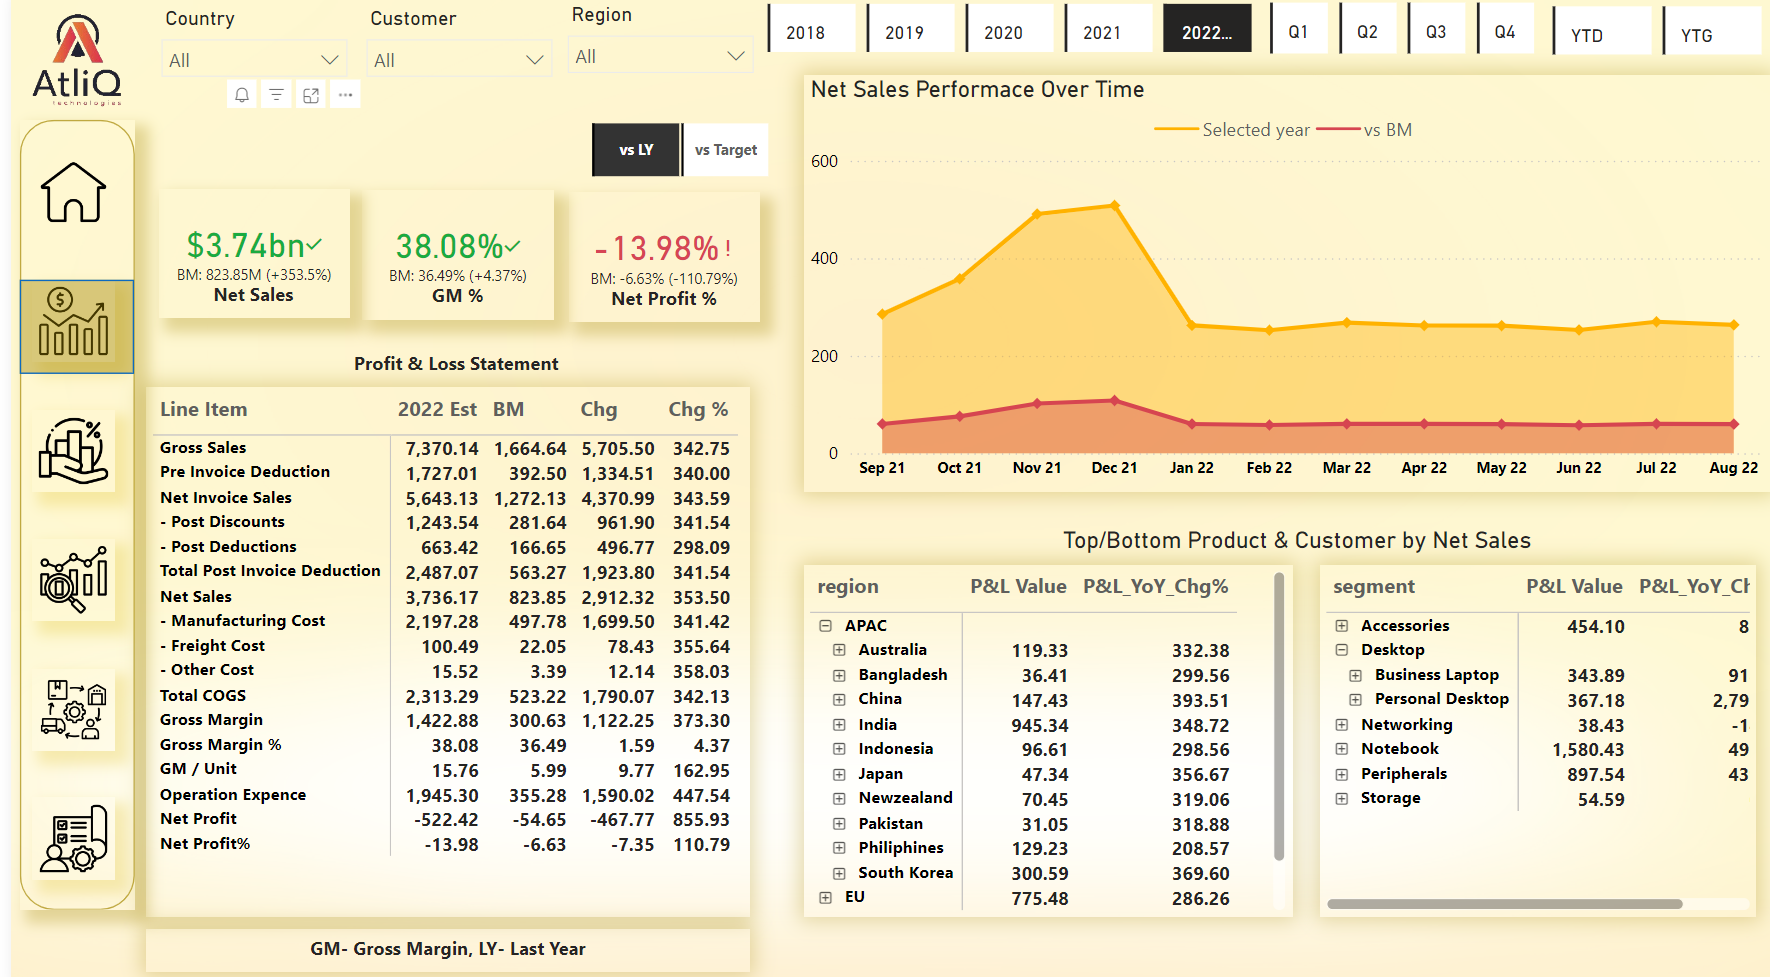 AtliQ
technologies
Country
All
Customer
All
Region
All
2018
2019
2020
2021
2022...
Q1
Q2
Q3
Q4
YTD
YTG
vs LY
vs Target
$3.74bn
BM: 823.85M (+353.5%)
Net Sales
38.08%
BM: 36.49% (+4.37%)
GM %
-13.98%!
BM: -6.63% (-110.79%)
Net Profit %
Net Sales Performace Over Time
Selected year
vs BM
600
400
200
0
Sep 21 Oct 21 Nov 21 Dec 21 Jan 22 Feb 22 Mar 22 Apr 22 May 22 Jun 22 Jul 22 Aug 22
Profit & Loss Statement
Line Item 2022 Est BM Chg Chg %
Gross Sales 7,370.14 1,664.64 5,705.50 342.75
Pre Invoice Deduction 1,727.01 392.50 1,334.51 340.00
Net Invoice Sales 5,643.13 1,272.13 4,370.99 343.59
- Post Discounts 1,243.54 281.64 961.90 341.54
- Post Deductions 663.42 166.65 496.77 298.09
Total Post Invoice Deduction 2,487.07 563.27 1,923.80 341.54
Net Sales 3,736.17 823.85 2,912.32 353.50
- Manufacturing Cost 2,197.28 497.78 1,699.50 341.42
- Freight Cost 100.49 22.05 78.43 355.64
- Other Cost 15.52 3.39 12.14 358.03
Total COGS 2,313.29 523.22 1,790.07 342.13
Gross Margin 1,422.88 300.63 1,122.25 373.30
Gross Margin % 38.08 36.49 1.59 4.37
GM / Unit 15.76 5.99 9.77 162.95
Operation Expence 1,945.30 355.28 1,590.02 447.54
Net Profit -522.42 -54.65 -467.77 855.93
Net Profit% -13.98 -6.63 -7.35 110.79
GM- Gross Margin, LY- Last Year
Top/Bottom Product & Customer by Net Sales
region P&L Value P&L_YoY_Chg%
APAC
Australia 119.33 332.38
Bangladesh 36.41 299.56
China 147.43 393.51
India 945.34 348.72
Indonesia 96.61 298.56
Japan 47.34 356.67
Newzealand 70.45 319.06
Pakistan 31.05 318.88
Philiphines 129.23 208.57
South Korea 300.59 369.60
EU 775.48 286.26
segment P&L Value P&L_YoY_Ch
Accessories 454.10 8
Desktop
Business Laptop 343.89 91
Personal Desktop 367.18 2,79
Networking 38.43 -1
Notebook 1,580.43 49
Peripherals 897.54 43
Storage 54.59